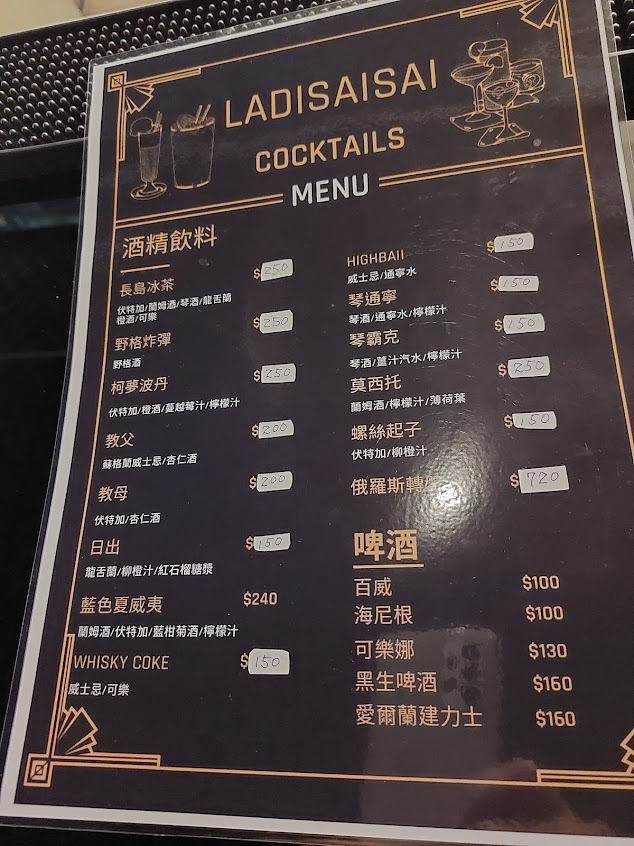 LADISAISAI
COCKTAILS
MENU
酒精飲料
長島冰茶 $250
伏特加/蘭姆酒/琴酒/龍舌蘭
橙酒/可樂
野格炸彈 $250
野格酒
柯夢波丹 $250
伏特加/橙酒/蔓越莓汁/檸檬汁
教父 $200
蘇格蘭威士忌/杏仁酒
教母 $200
伏特加/杏仁酒
日出 $150
龍舌蘭/柳橙汁/紅石榴糖漿
藍色夏威夷 $240
蘭姆酒/伏特加/藍柑菊酒/檸檬汁
WHISKY COKE $150
威士忌/可樂
HIGHBAII $150
威士忌/通寧水
琴通寧 $150
琴酒/通寧水/檸檬汁
琴霸克 $150
琴酒/薑汁汽水/檸檬汁
莫西托 $250
蘭姆酒/檸檬汁/薄荷葉
螺絲起子 $150
伏特加/柳橙汁
俄羅斯轉 $720
啤酒
百威 $100
海尼根 $100
可樂娜 $130
黑生啤酒 $160
愛爾蘭建力士 $160